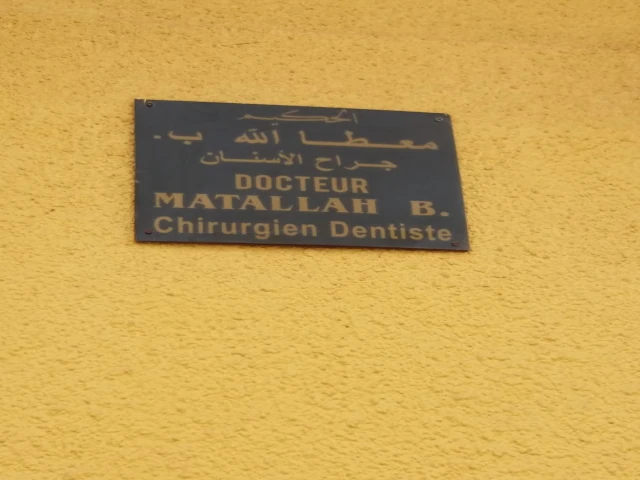 الحكيم
معطا الله ب.
جراح الأسنان
DOCTEUR
MATALLAH B.
Chirurgien Dentiste